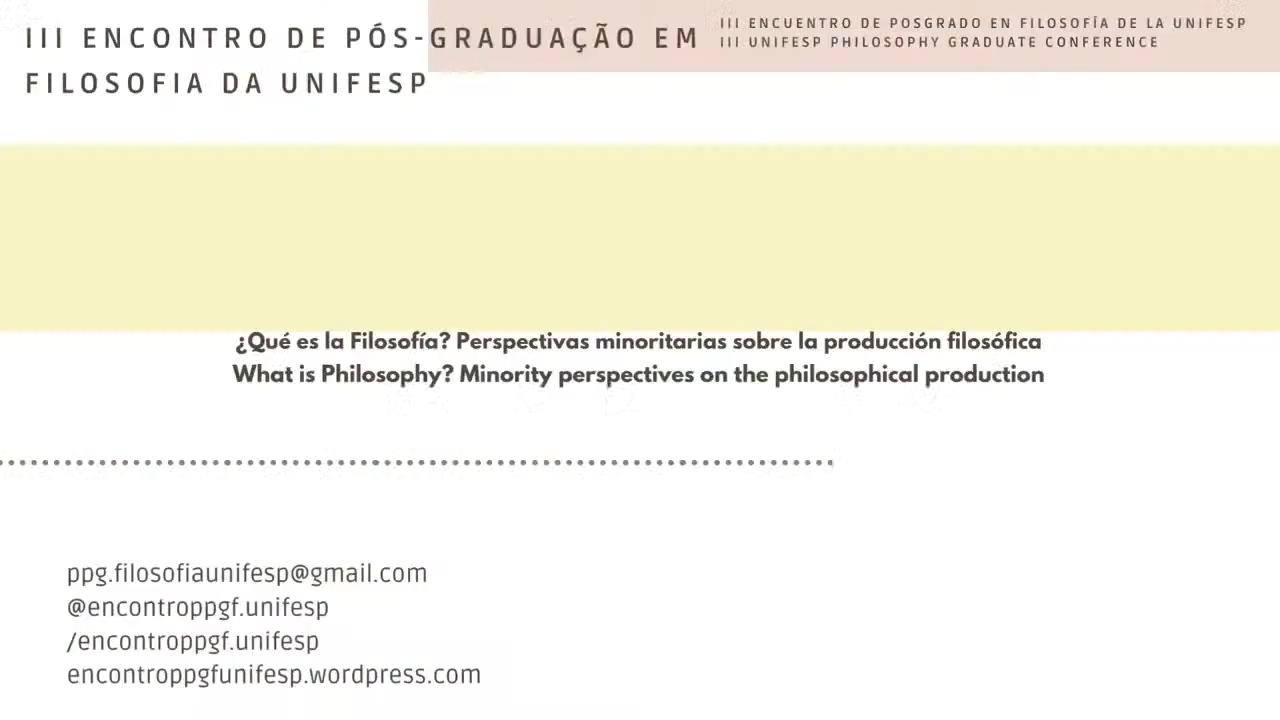 III ENCONTRO DE PÓS-GRADUAÇÃO EM
FILOSOFIA DA UNIFESP
III ENCUENTRO DE POSGRADO EN FILOSOFÍA DE LA UNIFESP
III UNIFESP PHILOSOPHY GRADUATE CONFERENCE
¿Qué es la Filosofía? Perspectivas minoritarias sobre la producción filosófica
What is Philosophy? Minority perspectives on the philosophical production
ppg.filosofiaunifesp@gmail.com
@encontroppgf.unifesp
/encontroppgf.unifesp
encontroppgfunifesp.wordpress.com